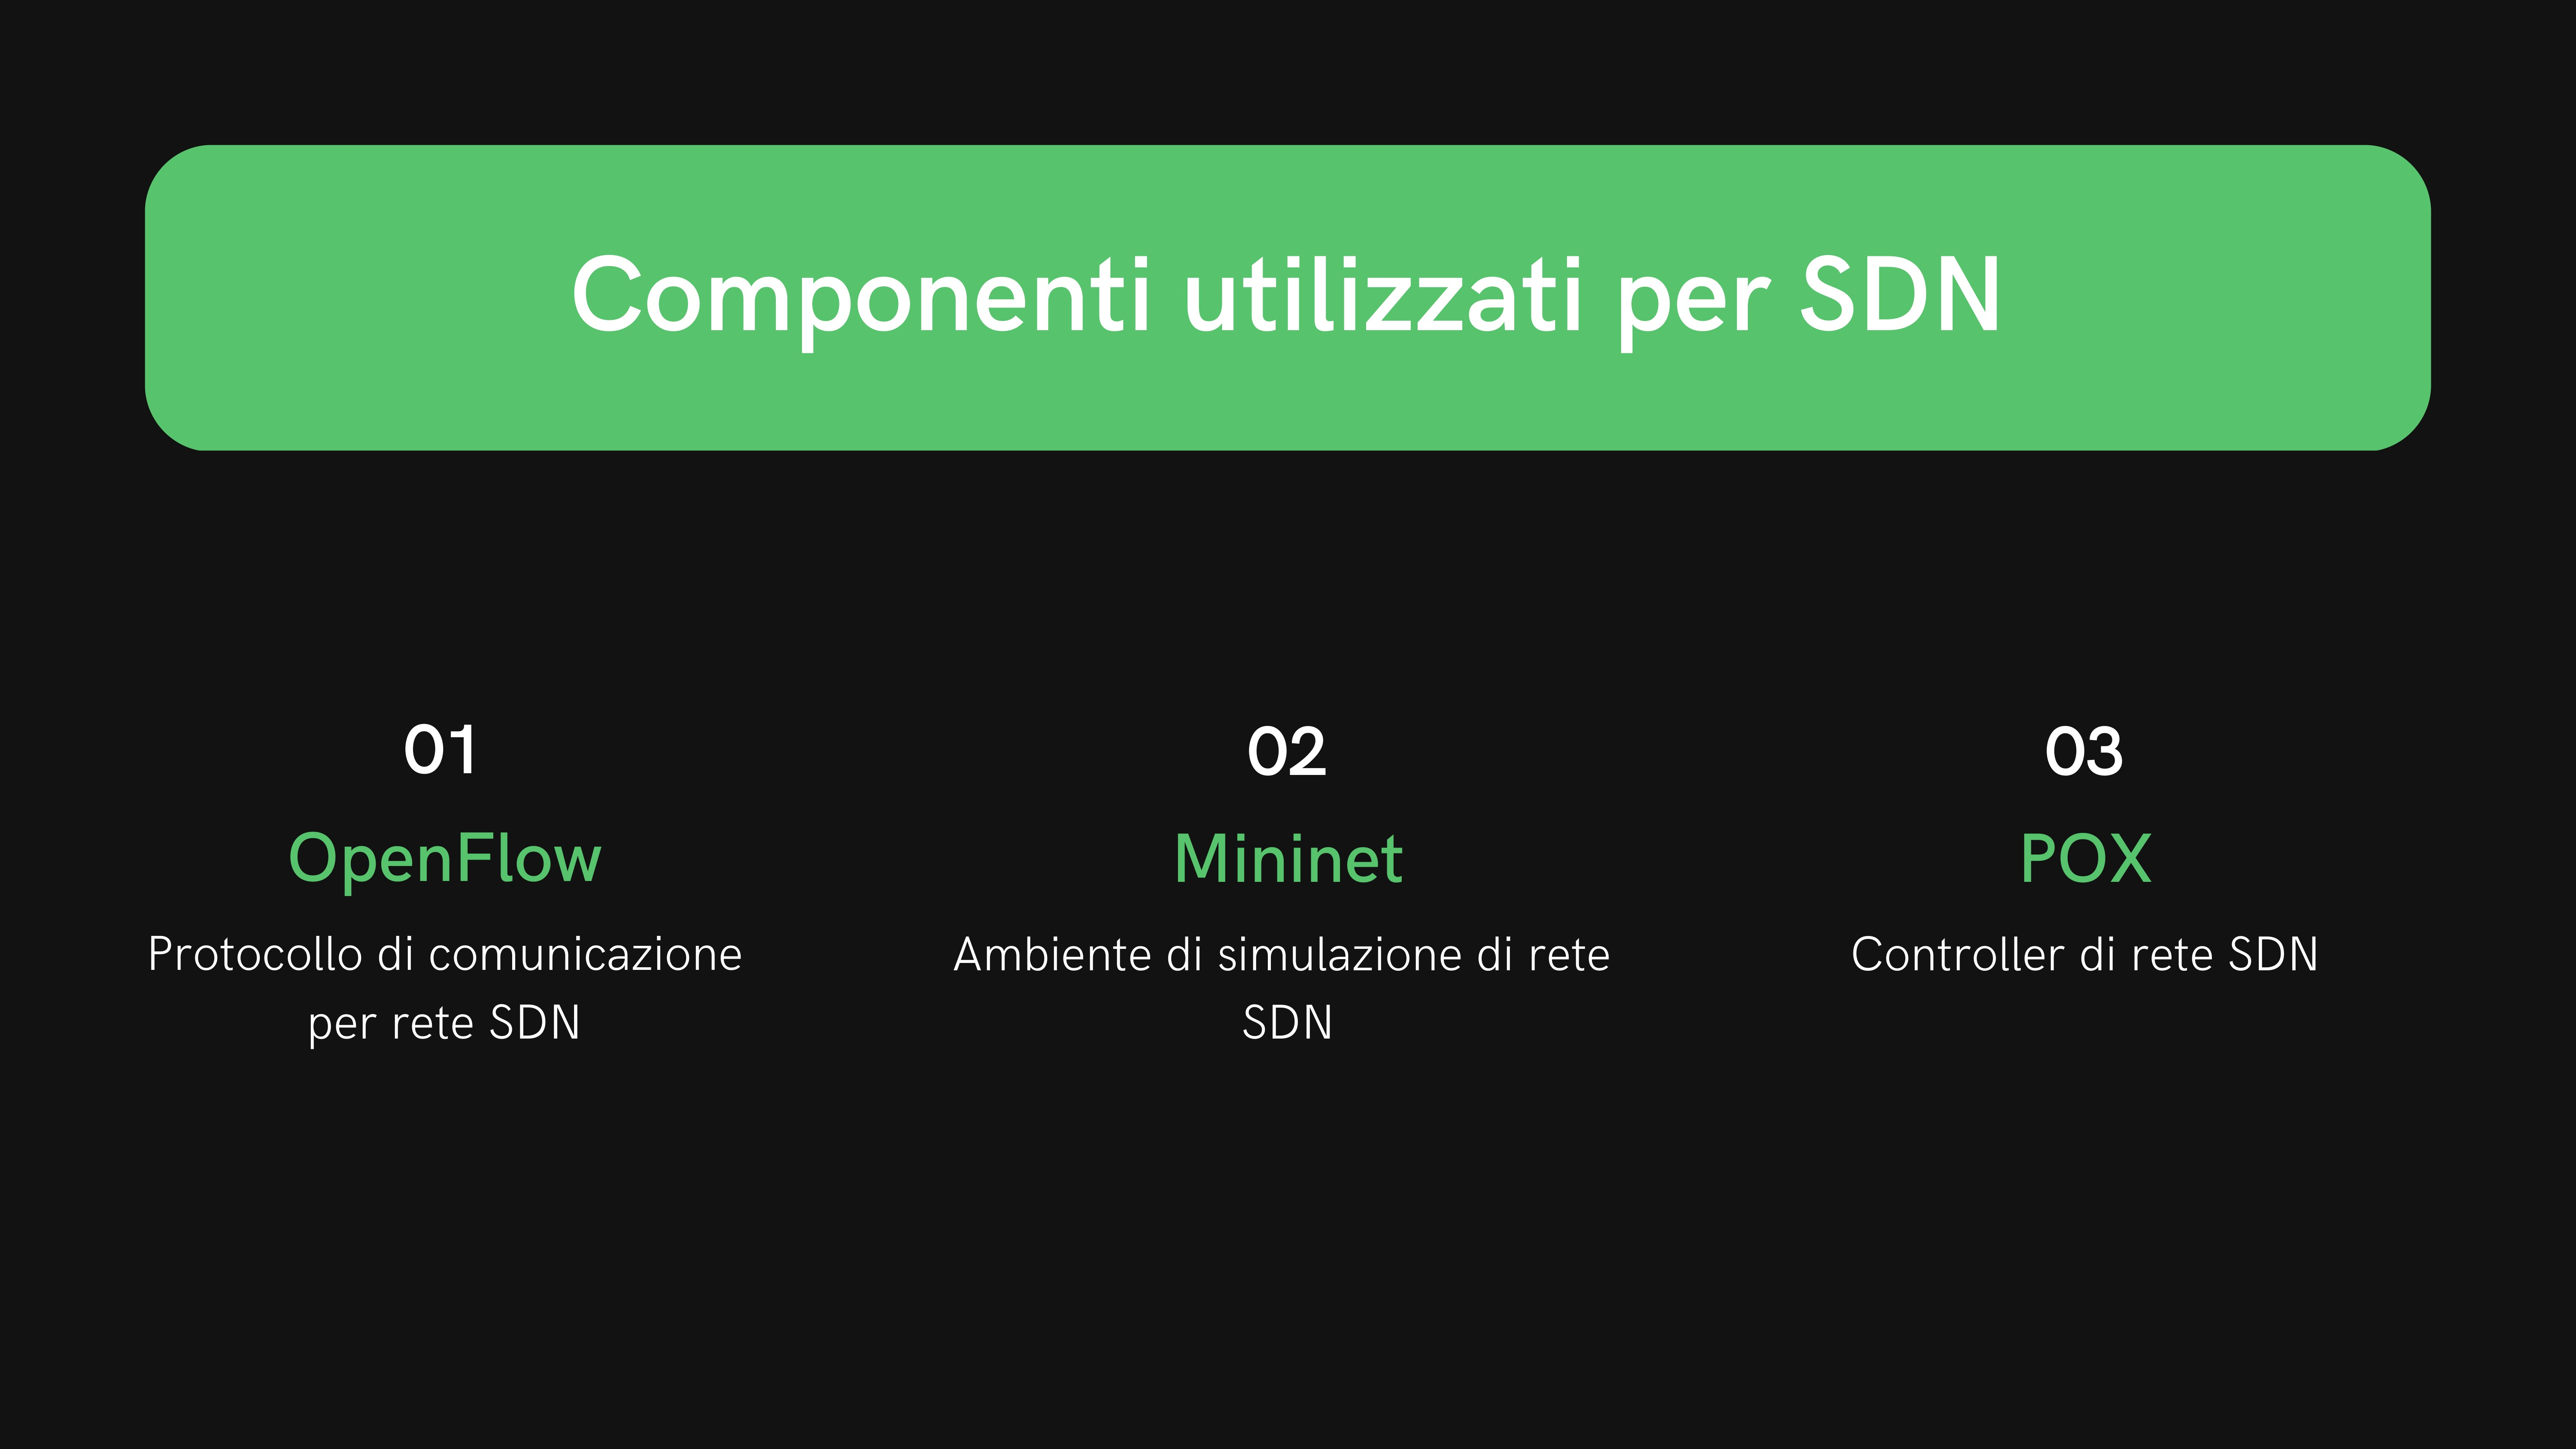 Componenti utilizzati per SDN
01
OpenFlow
Protocollo di comunicazione
per rete SDN
02
Mininet
Ambiente di simulazione di rete
SDN
03
POX
Controller di rete SDN